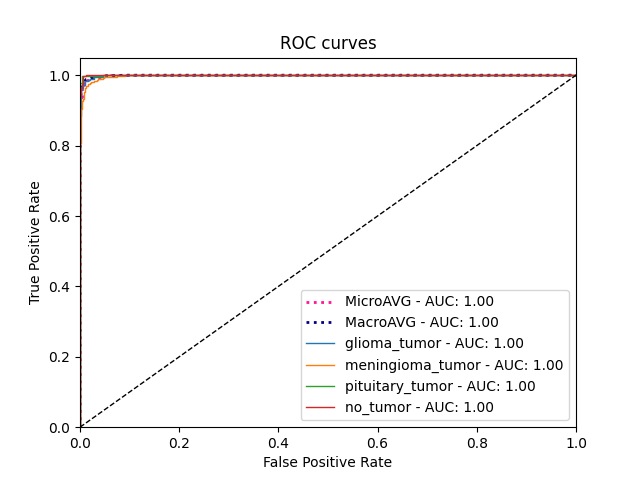 ROC curves
True Positive Rate
1.0
0.8
0.6
0.4
0.2
0.0
MicroAVG - AUC: 1.00
MacroAVG - AUC: 1.00
glioma_tumor - AUC: 1.00
meningioma_tumor - AUC: 1.00
pituitary_tumor - AUC: 1.00
no_tumor - AUC: 1.00
0.0 0.2 0.4 0.6 0.8 1.0
False Positive Rate